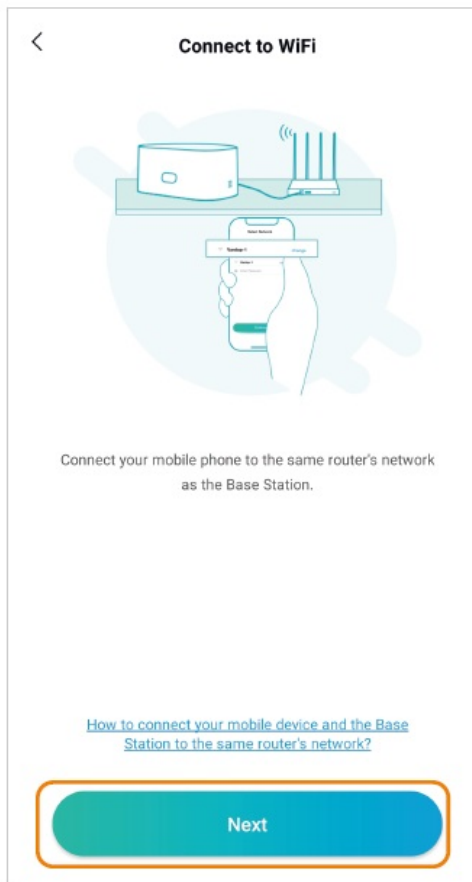 Connect to WiFi
Connect your mobile phone to the same router's network
as the Base Station.
How to connect your mobile device and the Base
Station to the same router's network?
Next